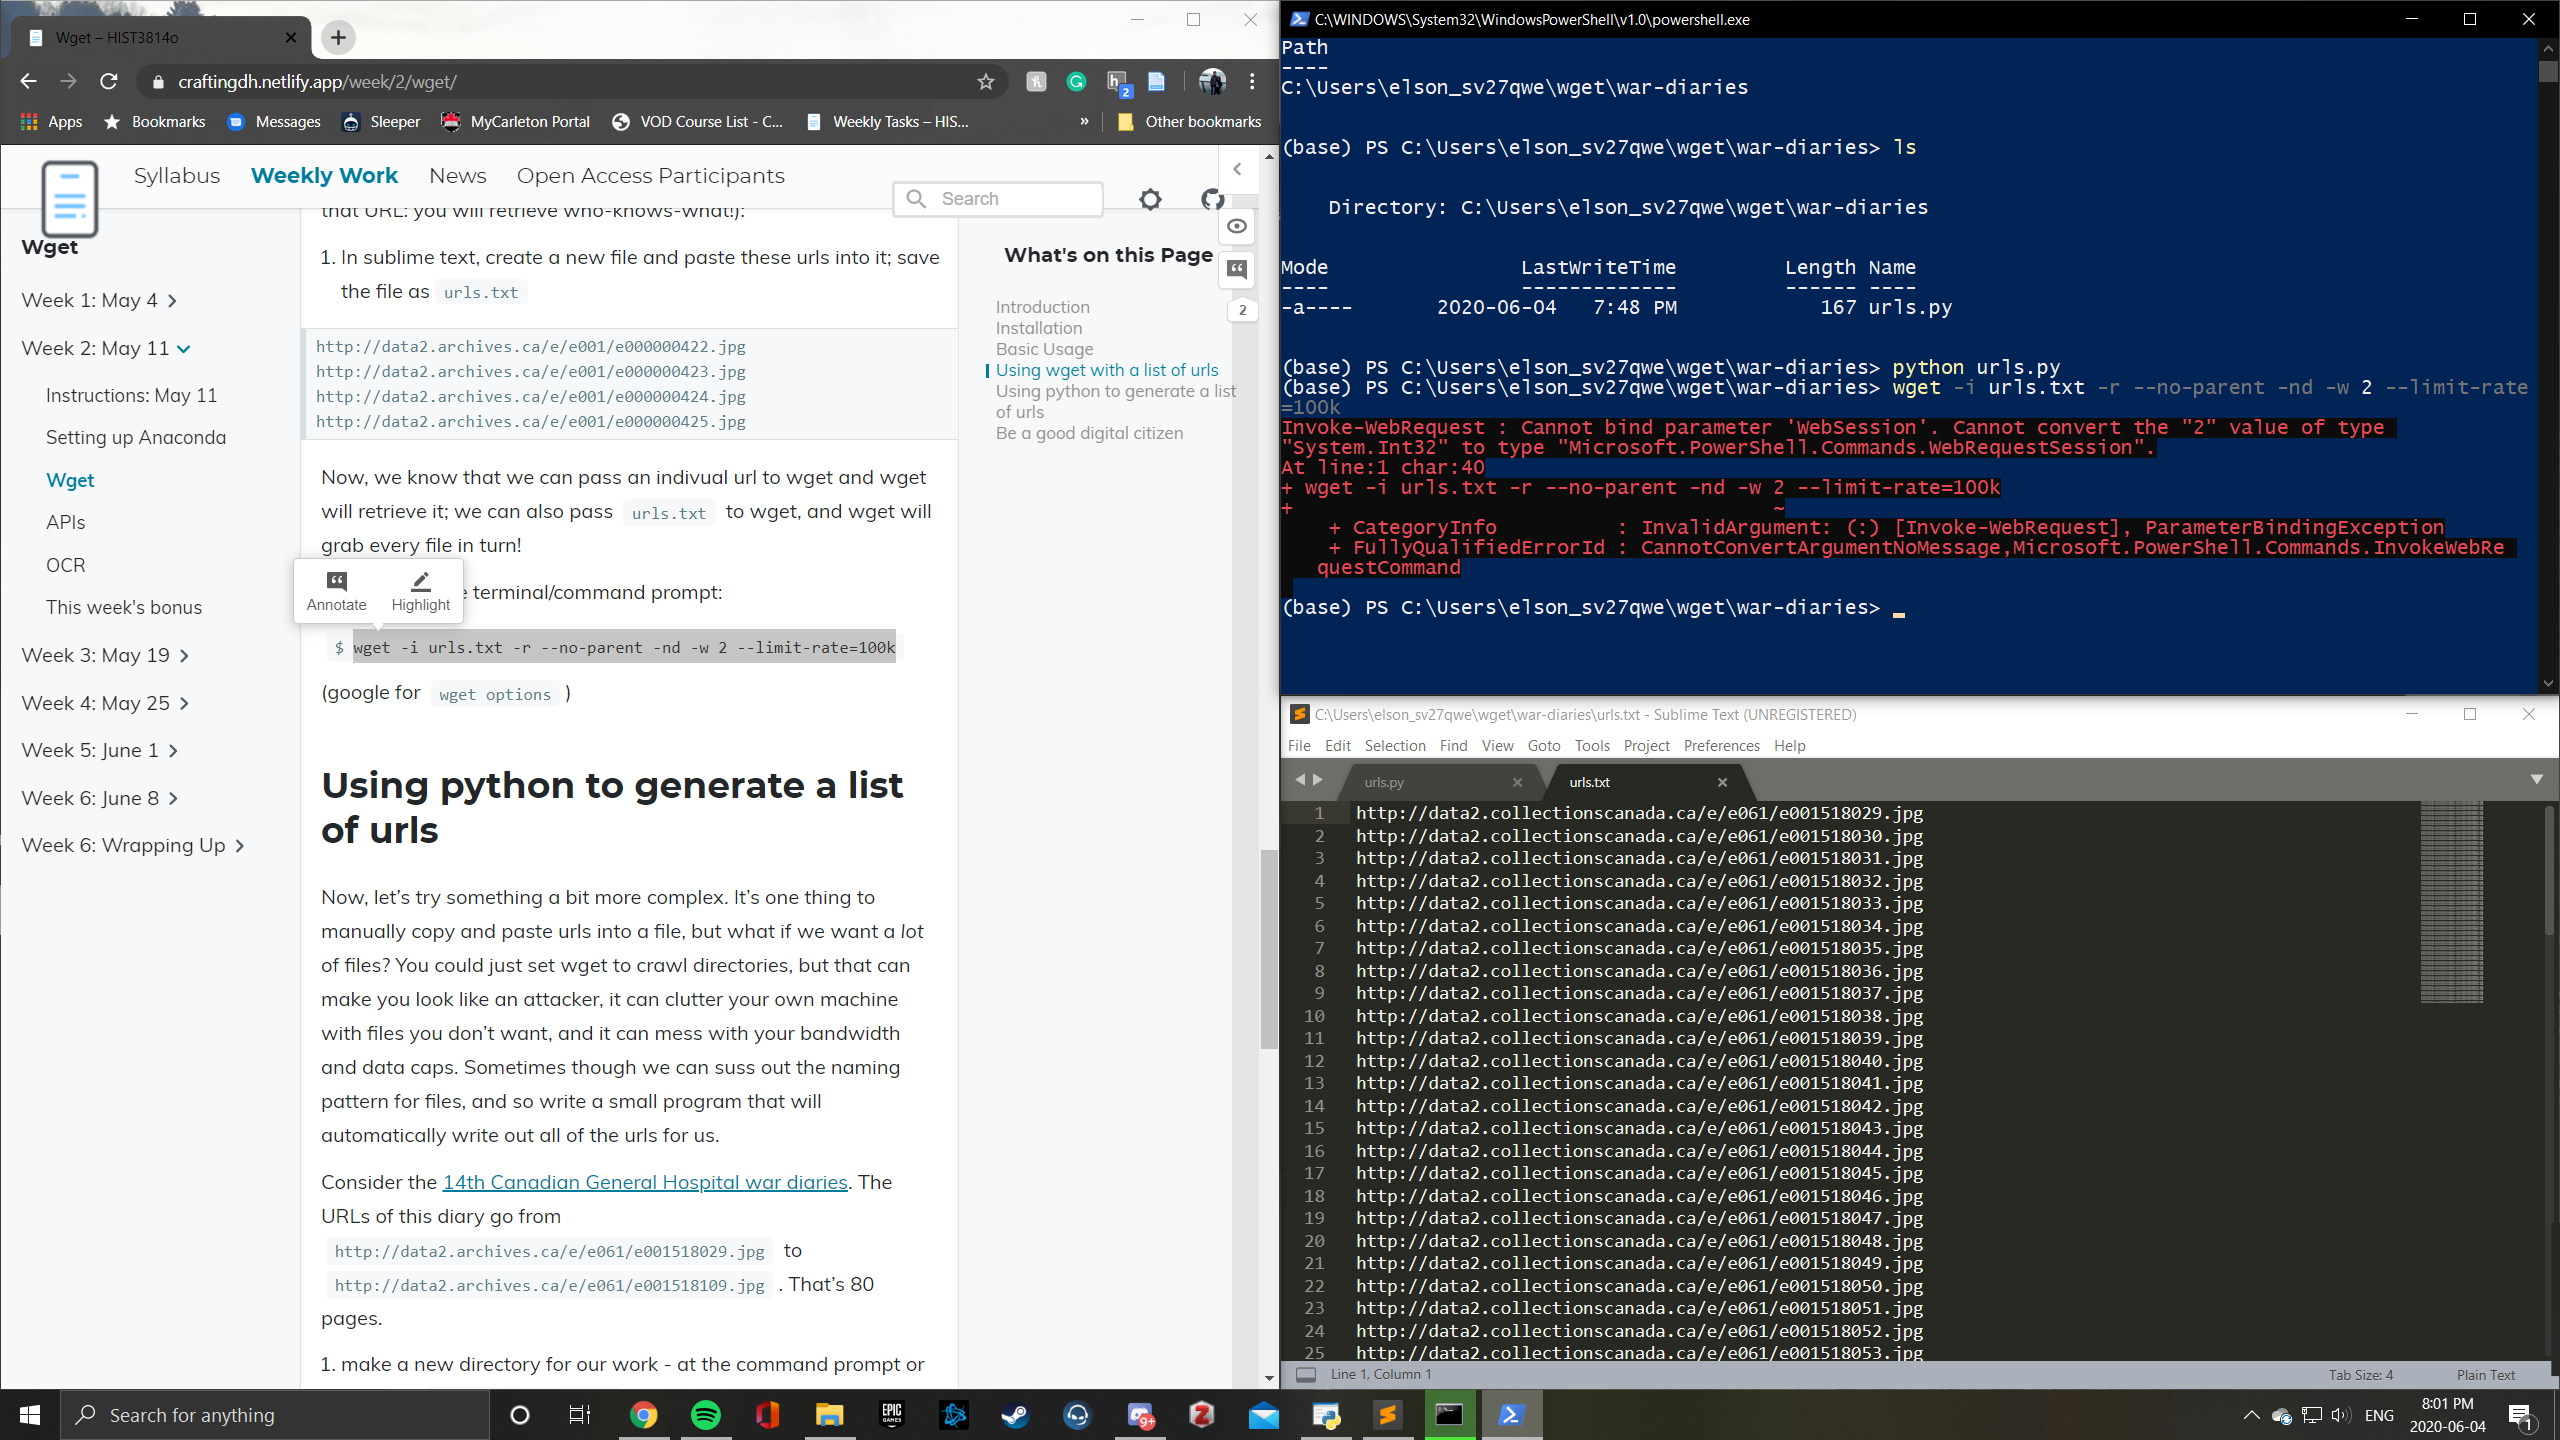 Wget – HIST3814o
craftingdh.netlify.app/week/2/wget/
2
Apps
Bookmarks
Messages
Sleeper
MyCarleton Portal
VOD Course List - C...
Weekly Tasks – HIS...
»
Other bookmarks
Syllabus
Weekly Work
News
Open Access Participants
Search
Wget
Week 1: May 4
Week 2: May 11
Instructions: May 11
Setting up Anaconda
Wget
APIs
OCR
This week's bonus
Week 3: May 19
Week 4: May 25
Week 5: June 1
Week 6: June 8
Week 6: Wrapping Up
that URL: you will retrieve who-knows-what!):
1. In sublime text, create a new file and paste these urls into it; save
the file as urls.txt
http://data2.archives.ca/e/e001/e000000422.jpg
http://data2.archives.ca/e/e001/e000000423.jpg
http://data2.archives.ca/e/e001/e000000424.jpg
http://data2.archives.ca/e/e001/e000000425.jpg
Now, we know that we can pass an indivual url to wget and wget
will retrieve it; we can also pass urls.txt to wget, and wget will
grab every file in turn!
Annotate
Highlight
terminal/command prompt:
$ wget -i urls.txt -r --no-parent -nd -w 2 --limit-rate=100k
(google for wget options )
Using python to generate a list
of urls
Now, let’s try something a bit more complex. It’s one thing to
manually copy and paste urls into a file, but what if we want a lot
of files? You could just set wget to crawl directories, but that can
make you look like an attacker, it can clutter your own machine
with files you don’t want, and it can mess with your bandwidth
and data caps. Sometimes though we can suss out the naming
pattern for files, and so write a small program that will
automatically write out all of the urls for us.
Consider the 14th Canadian General Hospital war diaries. The
URLs of this diary go from
http://data2.archives.ca/e/e061/e001518029.jpg to
http://data2.archives.ca/e/e061/e001518109.jpg . That’s 80
pages.
1. make a new directory for our work - at the command prompt or
What's on this Page
2
Introduction
Installation
Basic Usage
Using wget with a list of urls
Using python to generate a list
of urls
Be a good digital citizen
C:\WINDOWS\System32\WindowsPowerShell\v1.0\powershell.exe
Path
----
C:\Users\elson_sv27qwe\wget\war-diaries
(base) PS C:\Users\elson_sv27qwe\wget\war-diaries> ls
Directory: C:\Users\elson_sv27qwe\wget\war-diaries
Mode LastWriteTime Length Name
---- ------------- ------ ----
-a---- 2020-06-04 7:48 PM 167 urls.py
(base) PS C:\Users\elson_sv27qwe\wget\war-diaries> python urls.py
(base) PS C:\Users\elson_sv27qwe\wget\war-diaries> wget -i urls.txt -r --no-parent -nd -w 2 --limit-rate
=100k
Invoke-WebRequest : Cannot bind parameter 'WebSession'. Cannot convert the "2" value of type
"System.Int32" to type "Microsoft.PowerShell.Commands.WebRequestSession".
At line:1 char:40
+ wget -i urls.txt -r --no-parent -nd -w 2 --limit-rate=100k
+ ~
+ CategoryInfo : InvalidArgument: (:) [Invoke-WebRequest], ParameterBindingException
+ FullyQualifiedErrorId : CannotConvertArgumentNoMessage,Microsoft.PowerShell.Commands.InvokeWebRe
questCommand
(base) PS C:\Users\elson_sv27qwe\wget\war-diaries>
C:\Users\elson_sv27qwe\wget\war-diaries\urls.txt - Sublime Text (UNREGISTERED)
File Edit Selection Find View Goto Tools Project Preferences Help
urls.py
urls.txt
1 http://data2.collectionscanada.ca/e/e061/e001518029.jpg
2 http://data2.collectionscanada.ca/e/e061/e001518030.jpg
3 http://data2.collectionscanada.ca/e/e061/e001518031.jpg
4 http://data2.collectionscanada.ca/e/e061/e001518032.jpg
5 http://data2.collectionscanada.ca/e/e061/e001518033.jpg
6 http://data2.collectionscanada.ca/e/e061/e001518034.jpg
7 http://data2.collectionscanada.ca/e/e061/e001518035.jpg
8 http://data2.collectionscanada.ca/e/e061/e001518036.jpg
9 http://data2.collectionscanada.ca/e/e061/e001518037.jpg
10 http://data2.collectionscanada.ca/e/e061/e001518038.jpg
11 http://data2.collectionscanada.ca/e/e061/e001518039.jpg
12 http://data2.collectionscanada.ca/e/e061/e001518040.jpg
13 http://data2.collectionscanada.ca/e/e061/e001518041.jpg
14 http://data2.collectionscanada.ca/e/e061/e001518042.jpg
15 http://data2.collectionscanada.ca/e/e061/e001518043.jpg
16 http://data2.collectionscanada.ca/e/e061/e001518044.jpg
17 http://data2.collectionscanada.ca/e/e061/e001518045.jpg
18 http://data2.collectionscanada.ca/e/e061/e001518046.jpg
19 http://data2.collectionscanada.ca/e/e061/e001518047.jpg
20 http://data2.collectionscanada.ca/e/e061/e001518048.jpg
21 http://data2.collectionscanada.ca/e/e061/e001518049.jpg
22 http://data2.collectionscanada.ca/e/e061/e001518050.jpg
23 http://data2.collectionscanada.ca/e/e061/e001518051.jpg
24 http://data2.collectionscanada.ca/e/e061/e001518052.jpg
25 http://data2.collectionscanada.ca/e/e061/e001518053.jpg
Line 1, Column 1
Tab Size: 4
Plain Text
Search for anything
EPIC GAMES
9+
ENG
8:01 PM
2020-06-04
1